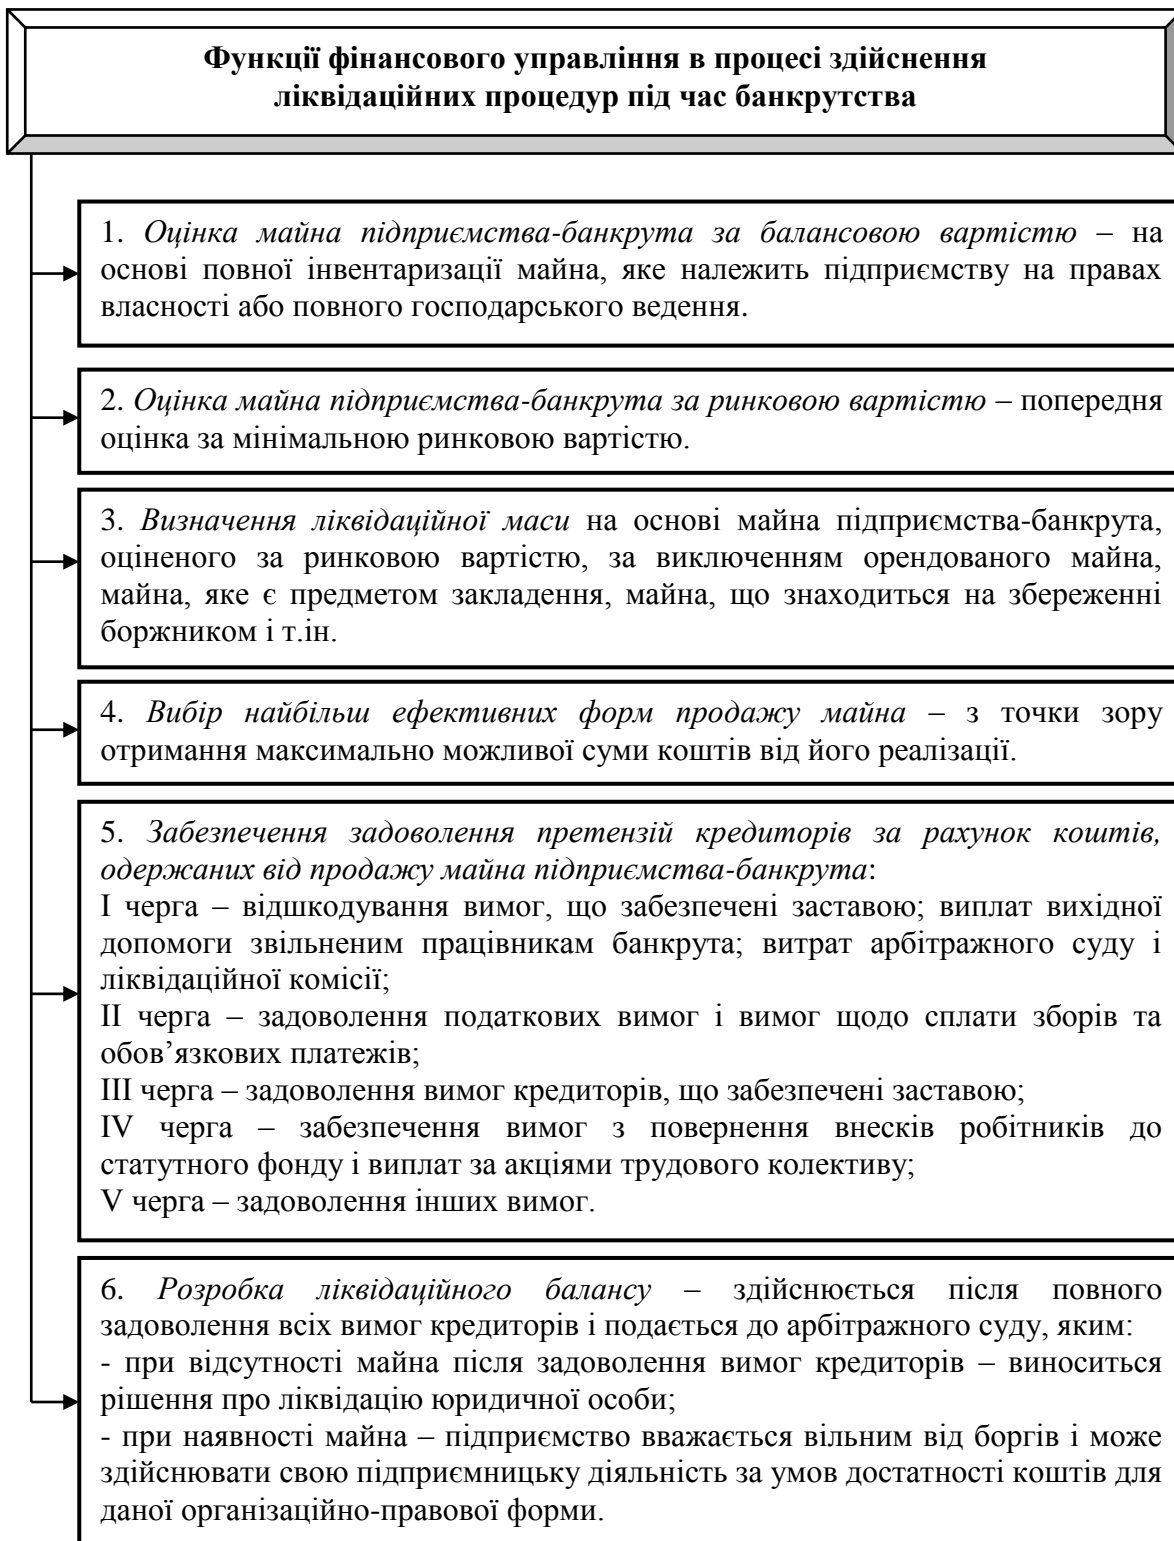 Функції фінансового управління в процесі здійснення
ліквідаційних процедур під час банкрутства
1. Оцінка майна підприємства-банкрута за балансовою вартістю – на
основі повної інвентаризації майна, яке належить підприємству на правах
власності або повного господарського ведення.
2. Оцінка майна підприємства-банкрута за ринковою вартістю – попередня
оцінка за мінімальною ринковою вартістю.
3. Визначення ліквідаційної маси на основі майна підприємства-банкрута,
оціненого за ринковою вартістю, за виключенням орендованого майна,
майна, яке є предметом закладення, майна, що знаходиться на збереженні
боржником і т.ін.
4. Вибір найбільш ефективних форм продажу майна – з точки зору
отримання максимально можливої суми коштів від його реалізації.
5. Забезпечення задоволення претензій кредиторів за рахунок коштів,
одержаних від продажу майна підприємства-банкрута:
І черга – відшкодування вимог, що забезпечені заставою; виплат вихідної
допомоги звільненим працівникам банкрута; витрат арбітражного суду і
ліквідаційної комісії;
ІІ черга – задоволення податкових вимог і вимог щодо сплати зборів та
обов’язкових платежів;
ІІІ черга – задоволення вимог кредиторів, що забезпечені заставою;
IV черга – забезпечення вимог з повернення внесків робітників до
статутного фонду і виплат за акціями трудового колективу;
V черга – задоволення інших вимог.
6. Розробка ліквідаційного балансу – здійснюється після повного
задоволення всіх вимог кредиторів і подається до арбітражного суду, яким:
- при відсутності майна після задоволення вимог кредиторів – виноситься
рішення про ліквідацію юридичної особи;
- при наявності майна – підприємство вважається вільним від боргів і може
здійснювати свою підприємницьку діяльність за умов достатності коштів для
даної організаційно-правової форми.